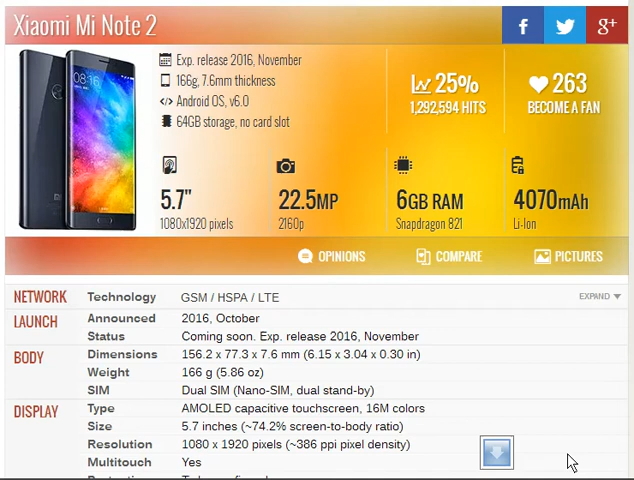 Xiaomi Mi Note 2
f
g+
08:16
Exp. release 2016, November
166g, 7.6mm thickness
Android OS, v6.0
64GB storage, no card slot
25%
1,292,594 HITS
263
BECOME A FAN
5.7"
1080x1920 pixels
22.5MP
2160p
6GB RAM
Snapdragon 821
4070mAh
Li-Ion
OPINIONS
COMPARE
PICTURES
NETWORK Technology GSM / HSPA / LTE EXPAND ▼
LAUNCH Announced 2016, October
Status Coming soon. Exp. release 2016, November
BODY Dimensions 156.2 x 77.3 x 7.6 mm (6.15 x 3.04 x 0.30 in)
Weight 166 g (5.86 oz)
SIM Dual SIM (Nano-SIM, dual stand-by)
DISPLAY Type AMOLED capacitive touchscreen, 16M colors
Size 5.7 inches (~74.2% screen-to-body ratio)
Resolution 1080 x 1920 pixels (~386 ppi pixel density)
Multitouch Yes